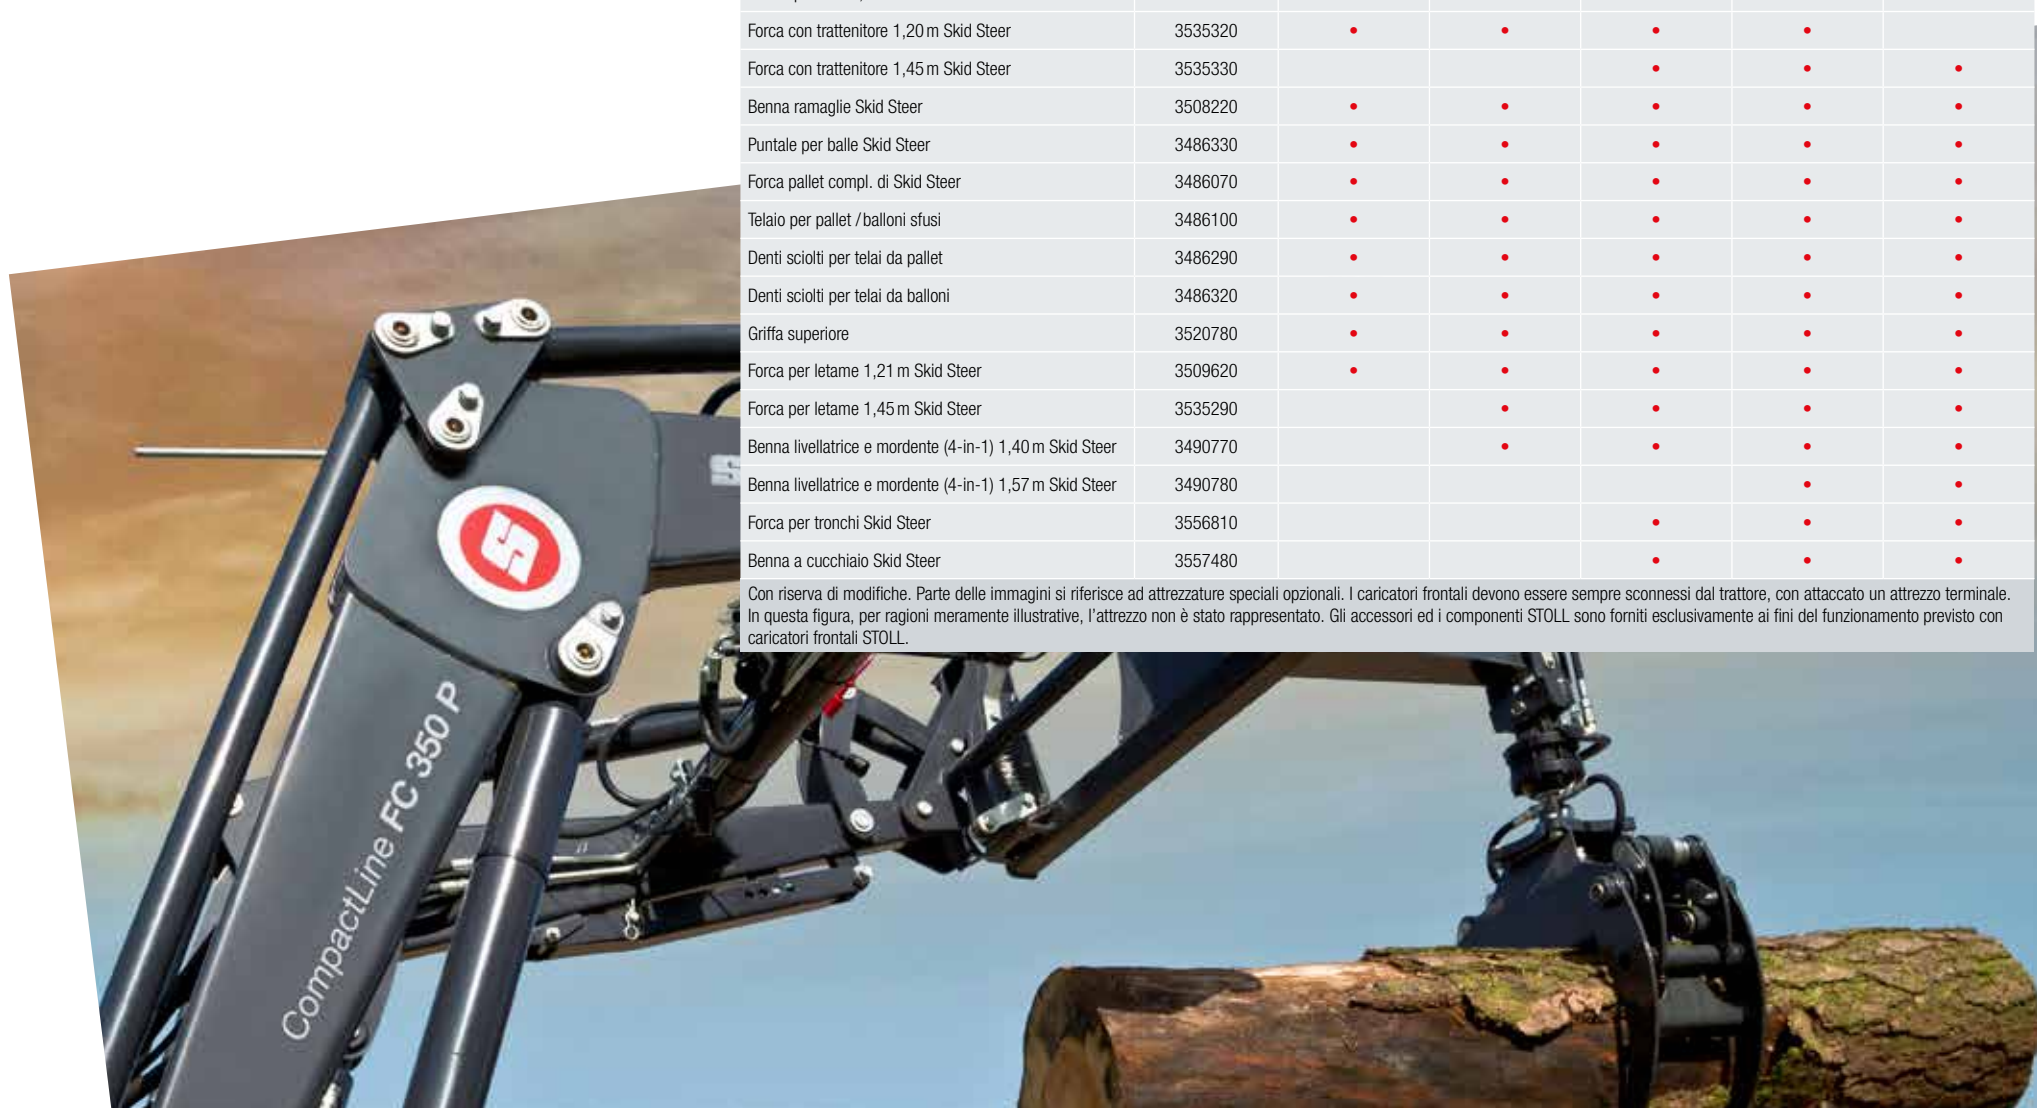 Forca con trattenitore 1,20 m Skid Steer 3535320 • • • •
Forca con trattenitore 1,45 m Skid Steer 3535330 • • •
Benna ramaglie Skid Steer 3508220 • • • • •
Puntale per balle Skid Steer 3486330 • • • • •
Forca pallet compl. di Skid Steer 3486070 • • • • •
Telaio per pallet / balloni sfusi 3486100 • • • • •
Denti sciolti per telai da pallet 3486290 • • • • •
Denti sciolti per telai da balloni 3486320 • • • • •
Griffa superiore 3520780 • • • • •
Forca per letame 1,21 m Skid Steer 3509620 • • • • •
Forca per letame 1,45 m Skid Steer 3535290 • • • •
Benna livellatrice e mordente (4-in-1) 1,40 m Skid Steer 3490770 • • • •
Benna livellatrice e mordente (4-in-1) 1,57 m Skid Steer 3490780 • •
Forca per tronchi Skid Steer 3556810 • • •
Benna a cucchiaio Skid Steer 3557480 • • •
Con riserva di modifiche. Parte delle immagini si riferisce ad attrezzature speciali opzionali. I caricatori frontali devono essere sempre sconnessi dal trattore, con attaccato un attrezzo terminale.
In questa figura, per ragioni meramente illustrative, l'attrezzo non è stato rappresentato. Gli accessori ed i componenti STOLL sono forniti esclusivamente ai fini del funzionamento previsto con
caricatori frontali STOLL.
CompactLine FC 350 P